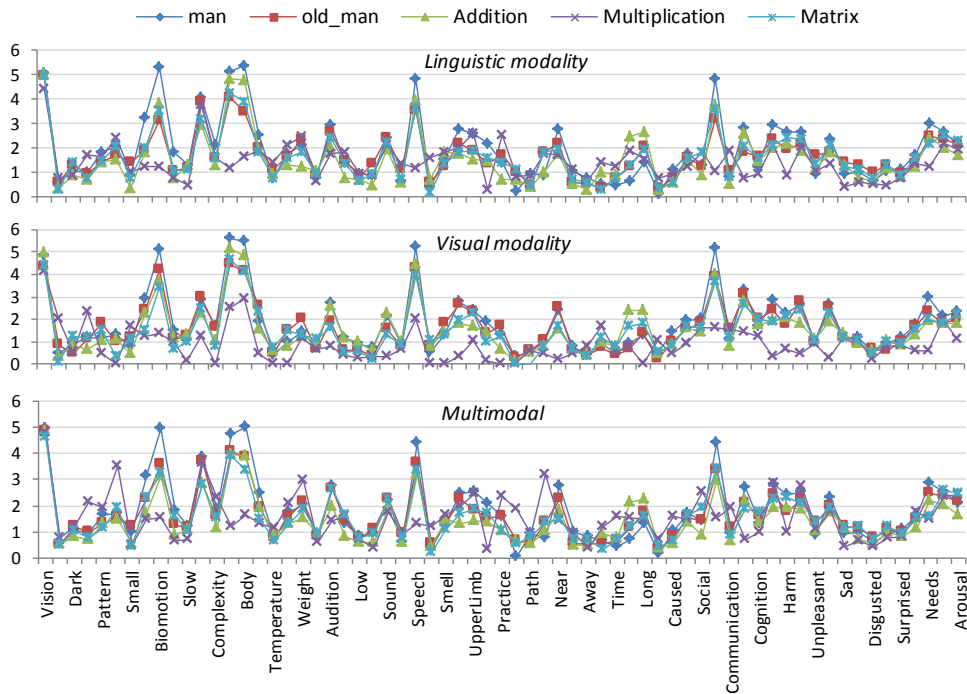 man old_man Addition Multiplication Matrix
Linguistic modality
6
5
4
3
2
1
0
Visual modality
6
5
4
3
2
1
0
Multimodal
6
5
4
3
2
1
0
Vision
Dark
Pattern
Small
Biomotion
Slow
Complexity
Body
Temperature
Weight
Audition
Low
Sound
Speech
Smell
UpperLimb
Practice
Path
Near
Away
Time
Long
Caused
Social
Communication
Cognition
Harm
Unpleasant
Sad
Disgusted
Surprised
Needs
Arousal